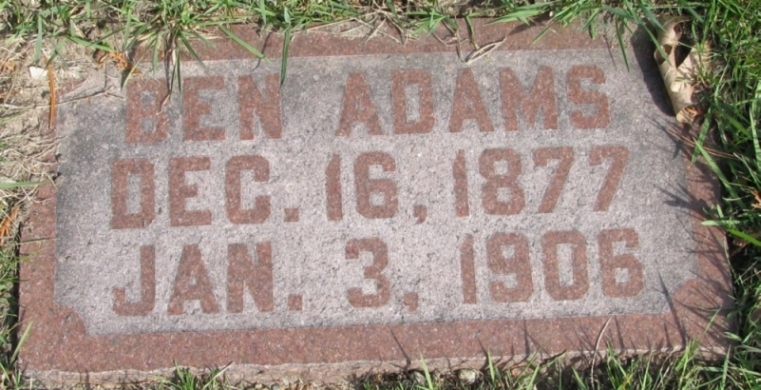 BEN ADAMS
DEC. 16, 1877
JAN. 3, 1906